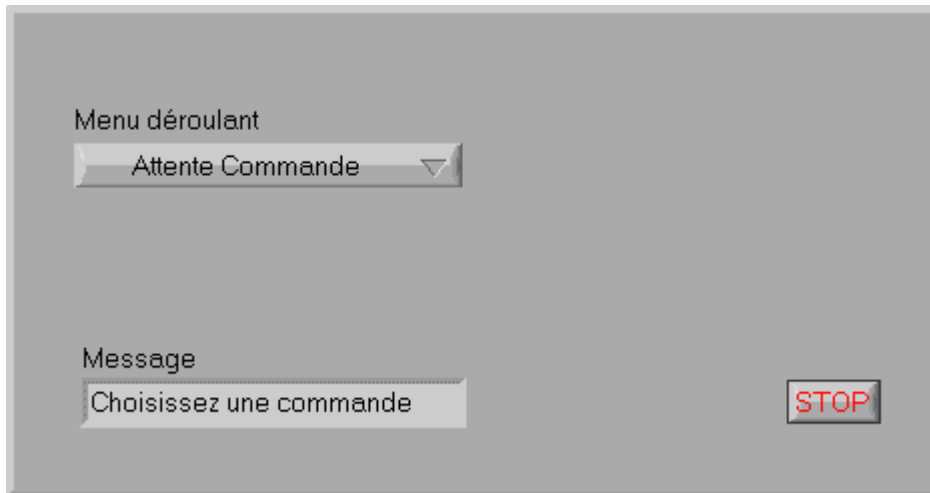 Menu déroulant
Attente Commande
Message
Choisissez une commande
STOP